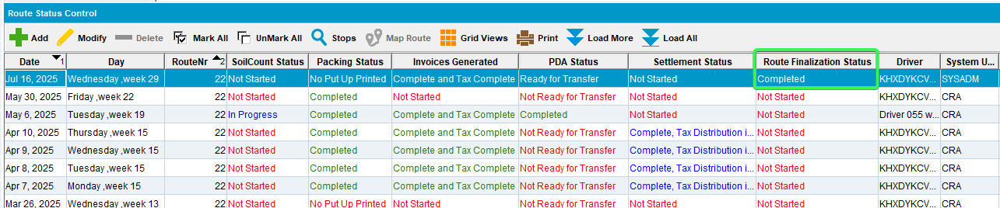 Route Status Control
Add Modify Delete Mark All UnMark All Stops Map Route Grid Views Print Load More Load All
Date 1 Day RouteNr 2 SoilCount Status Packing Status Invoices Generated PDA Status Settlement Status Route Finalization Status Driver System U...
Jul 16, 2025 Wednesday ,week 29 22 Not Started No Put Up Printed Complete and Tax Complete Ready for Transfer Not Started Completed KHXDYKCV... SYSADM
May 30, 2025 Friday ,week 22 22 Not Started Completed Not Started Not Ready for Transfer Not Started Not Started KHXDYKCV... CRA
May 6, 2025 Tuesday ,week 19 22 In Progress Completed Complete and Tax Complete Completed Not Started Not Started Driver 055 w... CRA
Apr 10, 2025 Thursday ,week 15 22 Not Started Completed Complete and Tax Complete Not Ready for Transfer Complete, Tax Distribution i... Not Started KHXDYKCV... CRA
Apr 9, 2025 Wednesday ,week 15 22 Not Started Completed Complete and Tax Complete Not Ready for Transfer Complete, Tax Distribution i... Not Started KHXDYKCV... CRA
Apr 8, 2025 Tuesday ,week 15 22 Not Started Completed Complete and Tax Complete Not Ready for Transfer Complete, Tax Distribution i... Not Started KHXDYKCV... CRA
Apr 7, 2025 Monday ,week 15 22 Not Started Completed Complete and Tax Complete Not Ready for Transfer Complete, Tax Distribution i... Not Started KHXDYKCV... CRA
Mar 26, 2025 Wednesday ,week 13 22 Not Started No Put Up Printed Complete and Tax Complete Not Ready for Transfer Not Started Not Started KHXDYKCV... CRA